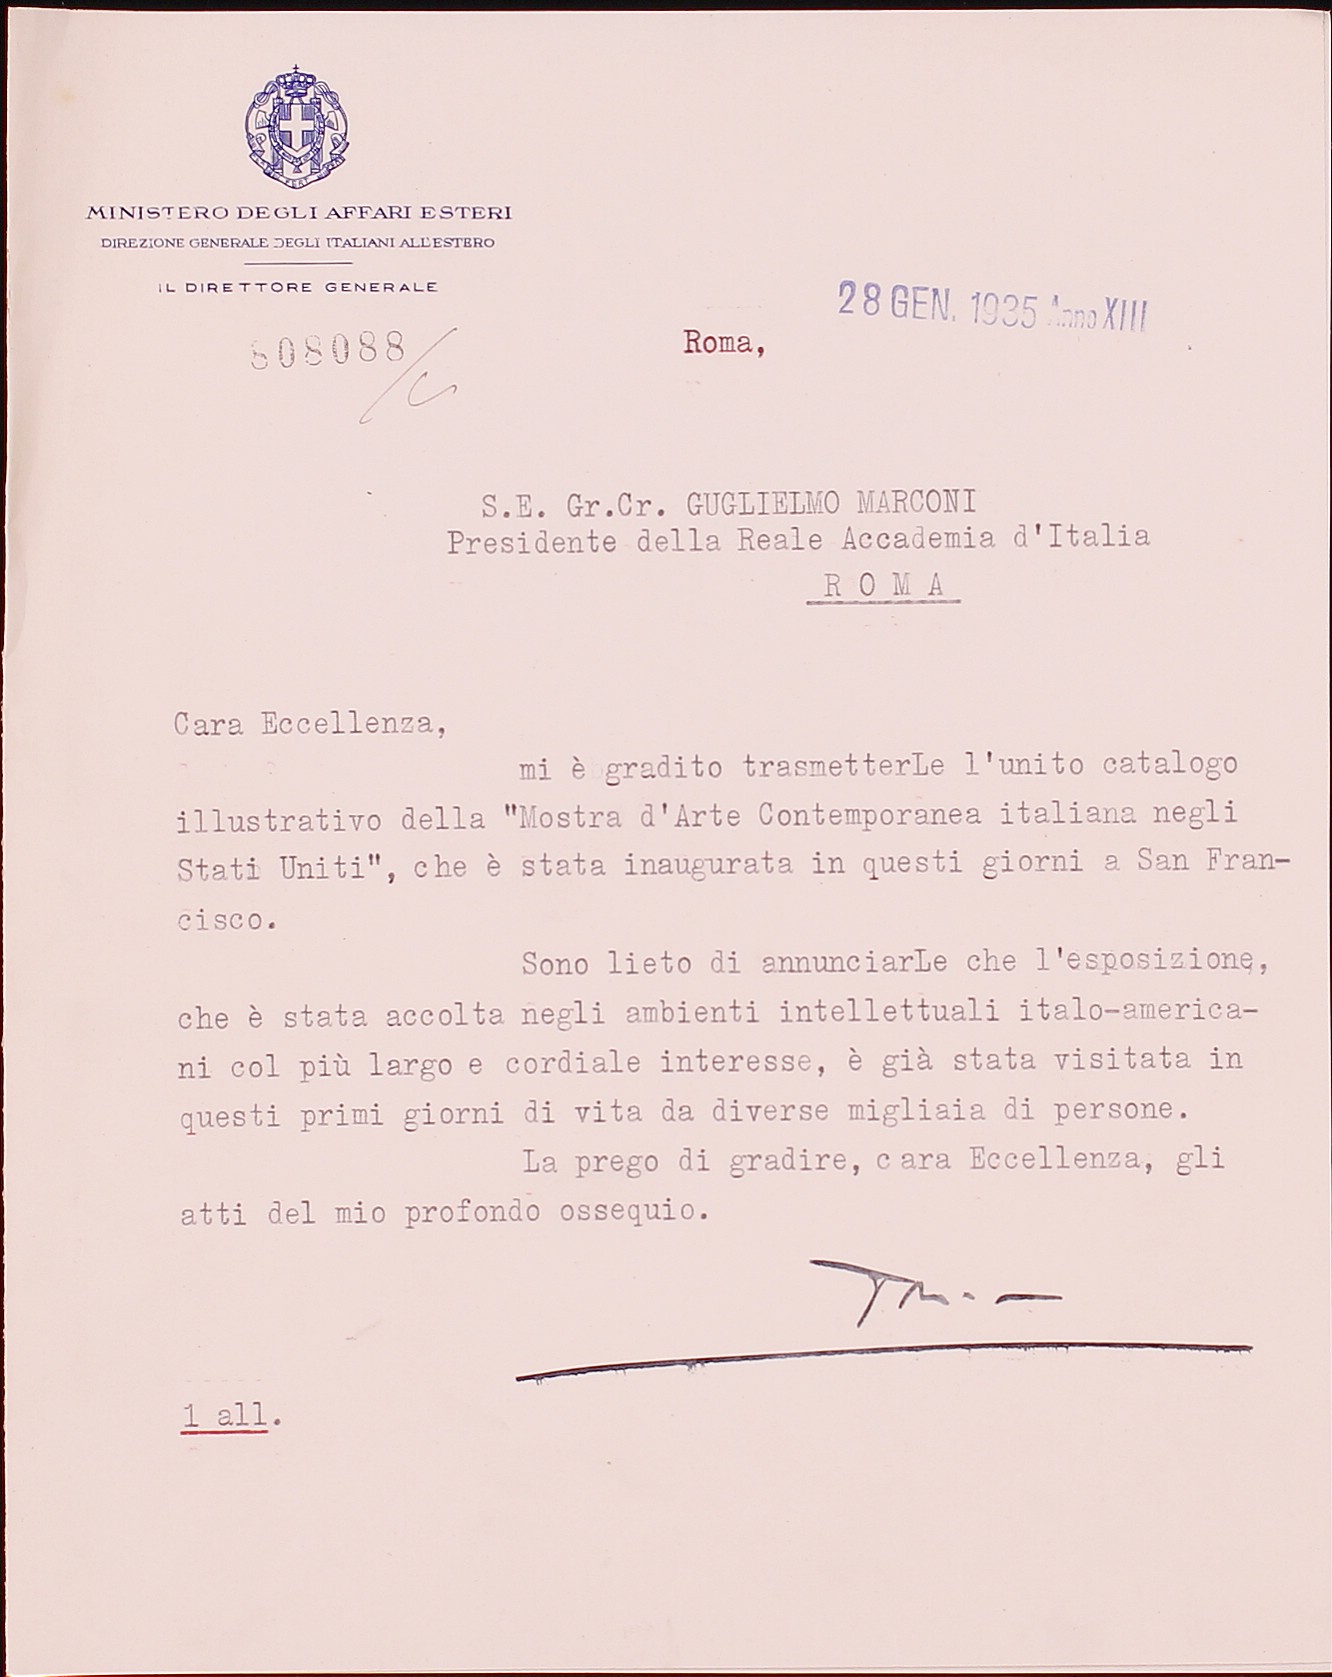 MINISTERO DEGLI AFFARI ESTERI
DIREZIONE GENERALE DEGLI ITALIANI ALL'ESTERO
IL DIRETTORE GENERALE
28 GEN. 1935 Anno XIII
Roma,
808088
S.E. Gr.Cr. GUGLIELMO MARCONI
Presidente della Reale Accademia d'Italia
R O M A
Cara Eccellenza,
mi è gradito trasmetterLe l'unito catalogo
illustrativo della "Mostra d'Arte Contemporanea italiana negli
Stati Uniti", che è stata inaugurata in questi giorni a San Fran-
cisco.
Sono lieto di annunciarLe che l'esposizione,
che è stata accolta negli ambienti intellettuali italo-america-
ni col più largo e cordiale interesse, è già stata visitata in
questi primi giorni di vita da diverse migliaia di persone.
La prego di gradire, cara Eccellenza, gli
atti del mio profondo ossequio.
1 all.